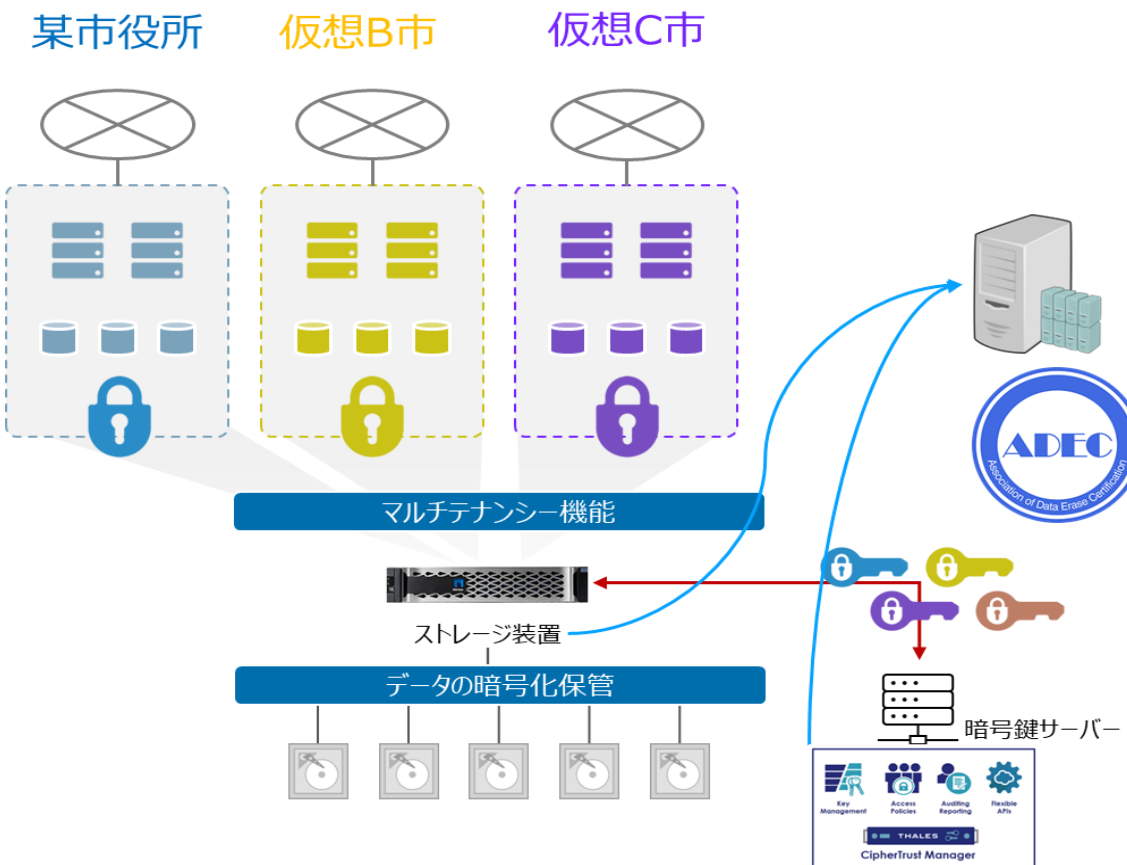 某市役所
仮想B市
仮想C市
ADEC
Association of Data Erase Certification
マルチテナンシー機能
ストレージ装置
データの暗号化保管
暗号鍵サーバー
Key
Management
Access
Policies
Auditing
Reporting
Flexible
APIs
THALES
CipherTrust Manager